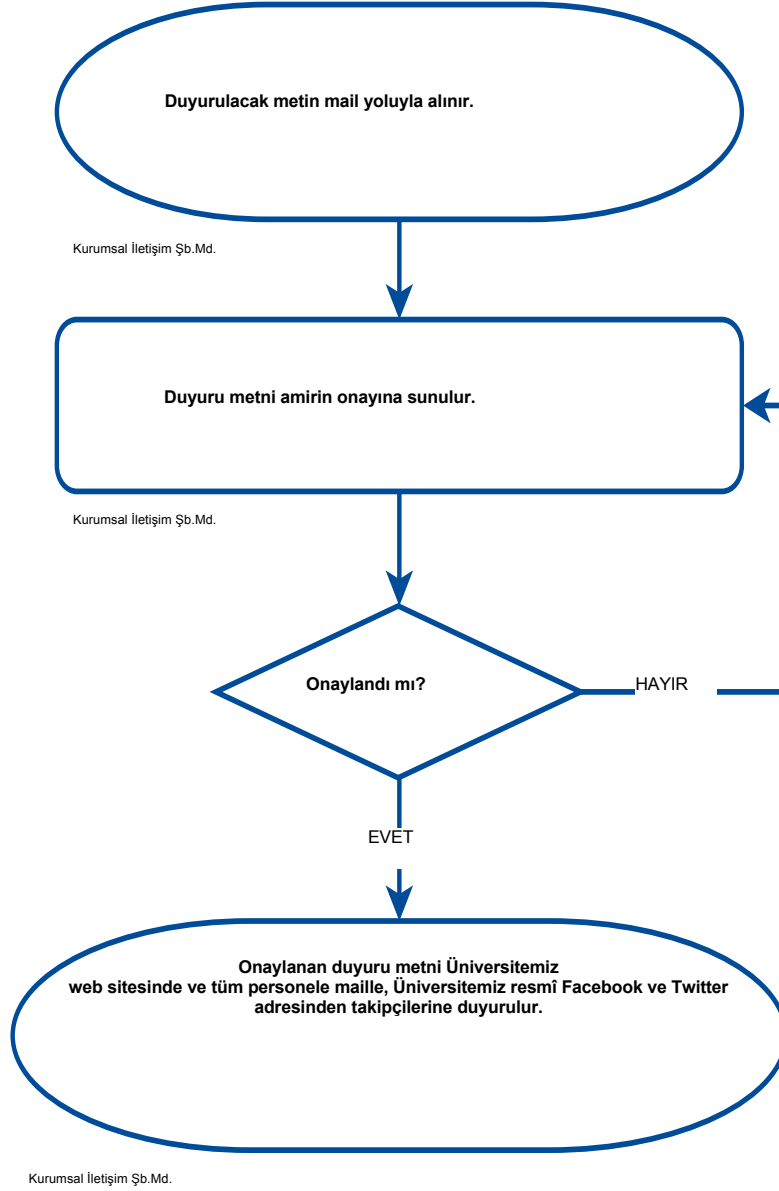 Duyurulacak metin mail yoluyla alınır.
Kurumsal İletişim Şb.Md.
Duyuru metni amirin onayına sunulur.
Kurumsal İletişim Şb.Md.
Onaylandı mı?
HAYIR
EVET
Onaylanan duyuru metni Üniversitemiz
web sitesinde ve tüm personele maille, Üniversitemiz resmî Facebook ve Twitter
adresinden takipçilerine duyurulur.
Kurumsal İletişim Şb.Md.